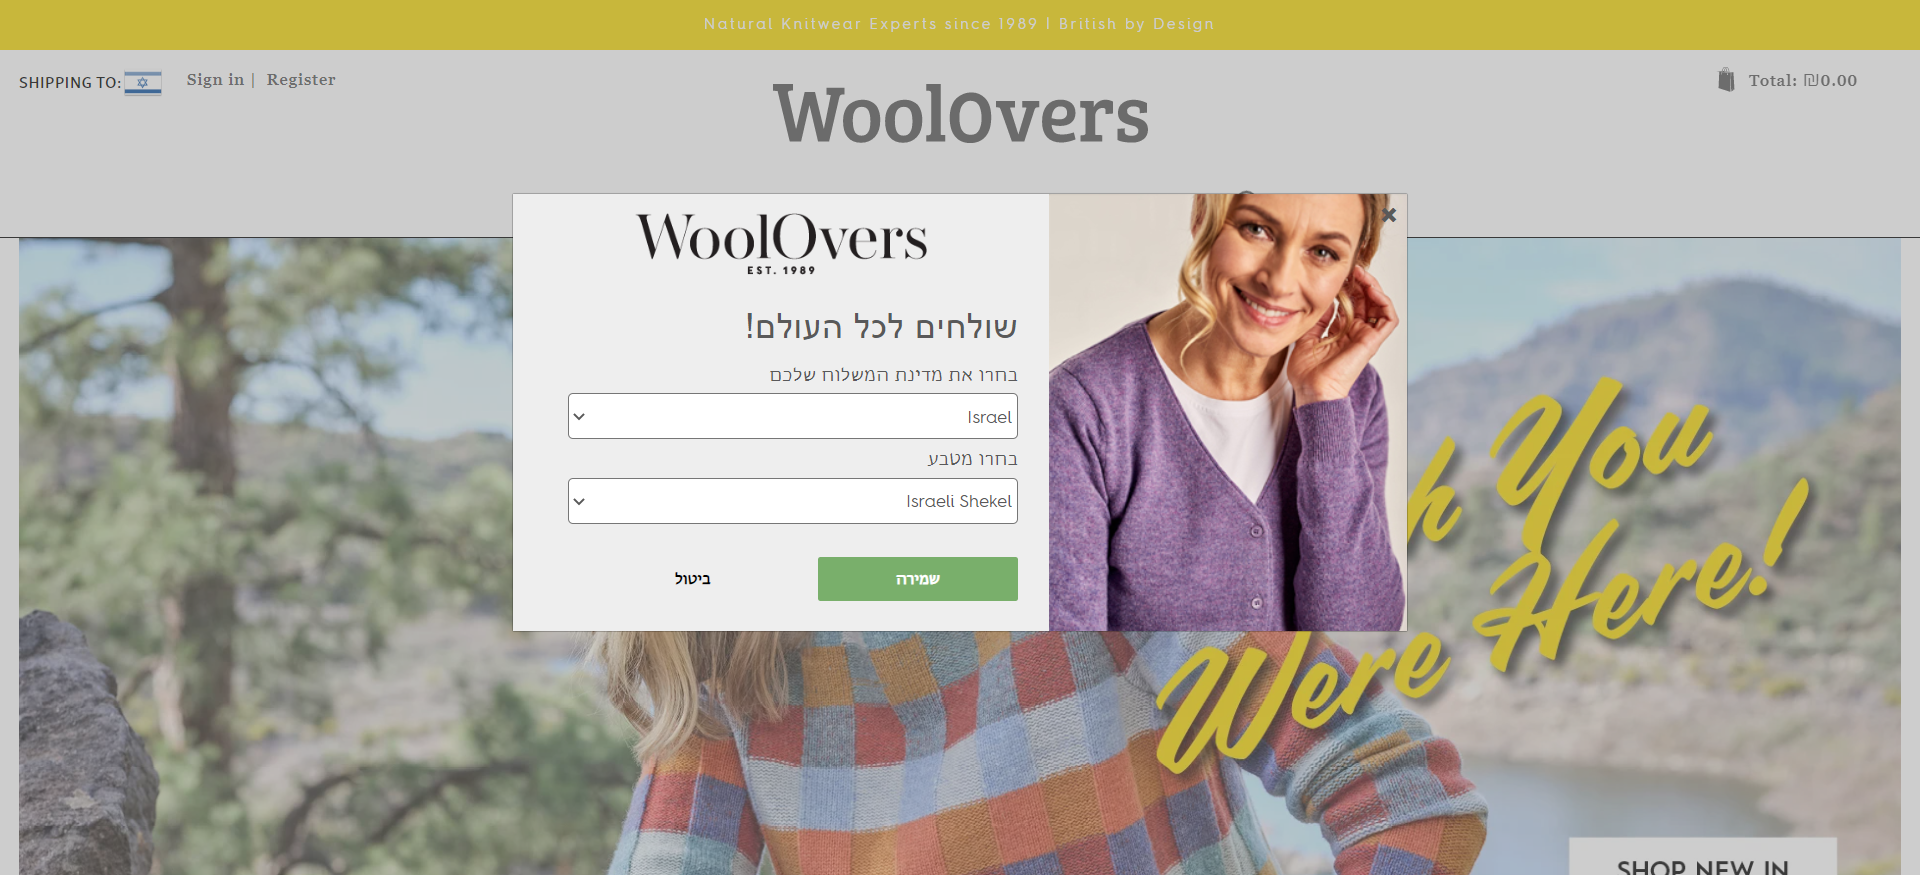 Natural Knitwear Experts since 1989 | British by Design
SHIPPING TO:
Sign in | Register
WoolOvers
Total: ₪0.00
WoolOvers
EST. 1989
שולחים לכל העולם!
בחרו את מדינת המשלוח שלכם
Israel
בחרו מטבע
Israeli Shekel
שמירה
ביטול
You
Were Here!
SHOP NEW IN